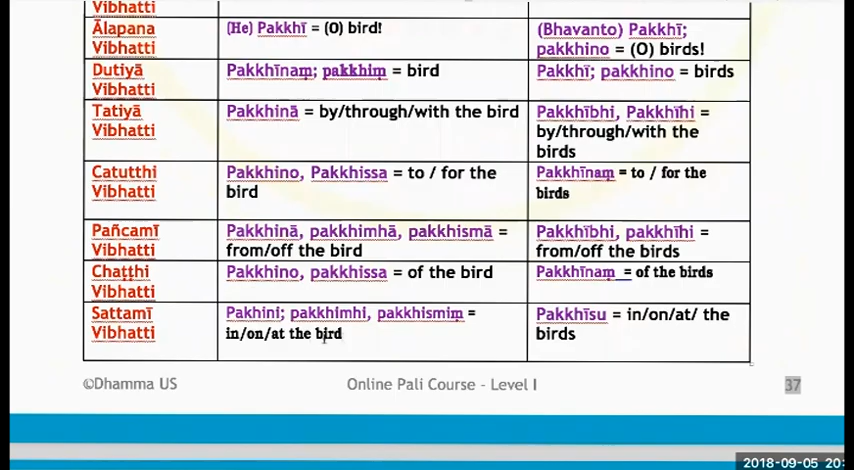 Vibhatti
Ālapana (He) Pakkhī = (O) bird! (Bhavanto) Pakkhī;
Vibhatti pakkhino = (O) birds!
Dutiyā Pakkhīnaṃ; pakkhiṃ = bird Pakkhī; pakkhino = birds
Vibhatti
Tatiyā Pakkhinā = by/through/with the bird Pakkhībhi, Pakkhīhi =
Vibhatti by/through/with the
birds
Catutthi Pakkhino, Pakkhissa = to / for the Pakkhīnaṃ = to / for the
Vibhatti bird birds
Pañcamī Pakkhinā, pakkhimhā, pakkhismā = Pakkhībhi, pakkhīhi =
Vibhatti from/off the bird from/off the birds
Chaṭṭhi Pakkhino, pakkhissa = of the bird Pakkhīnaṃ = of the birds
Vibhatti
Sattamī Pakhini; pakkhimhi, pakkhismiṃ = Pakkhīsu = in/on/at/ the
Vibhatti in/on/at the bird birds
©Dhamma US Online Pali Course - Level I 37
2018-09-05 20: